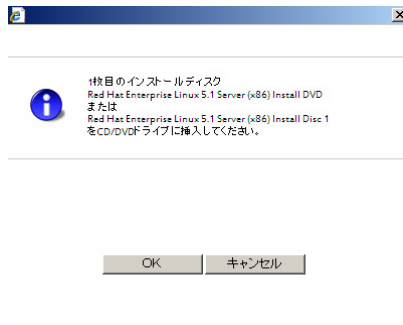 1枚目のインストールディスク
Red Hat Enterprise Linux 5.1 Server (x86) Install DVD
または
Red Hat Enterprise Linux 5.1 Server (x86) Install Disc 1
をCD/DVDドライブに挿入してください。
OK
キャンセル